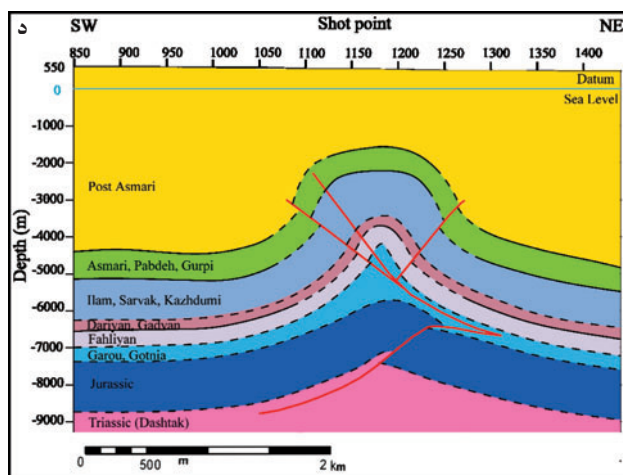 د
SW Shot point NE
850 900 1000 1050 1100 1200 1250 1300 1350 1400
550
Datum
0
Sea Level
-1000
-2000
Post Asmari
-3000
-4000
Depth (m)
Asmari, Pabdeh, Gurpi
-5000
Ilam, Sarvak, Kazhdumi
-6000
Dariyan, Gadvan
Fahliyan
-7000
Garou, Gotnia
-8000
Jurassic
-9000
Triassic (Dashtak)
0 500 m 2 km